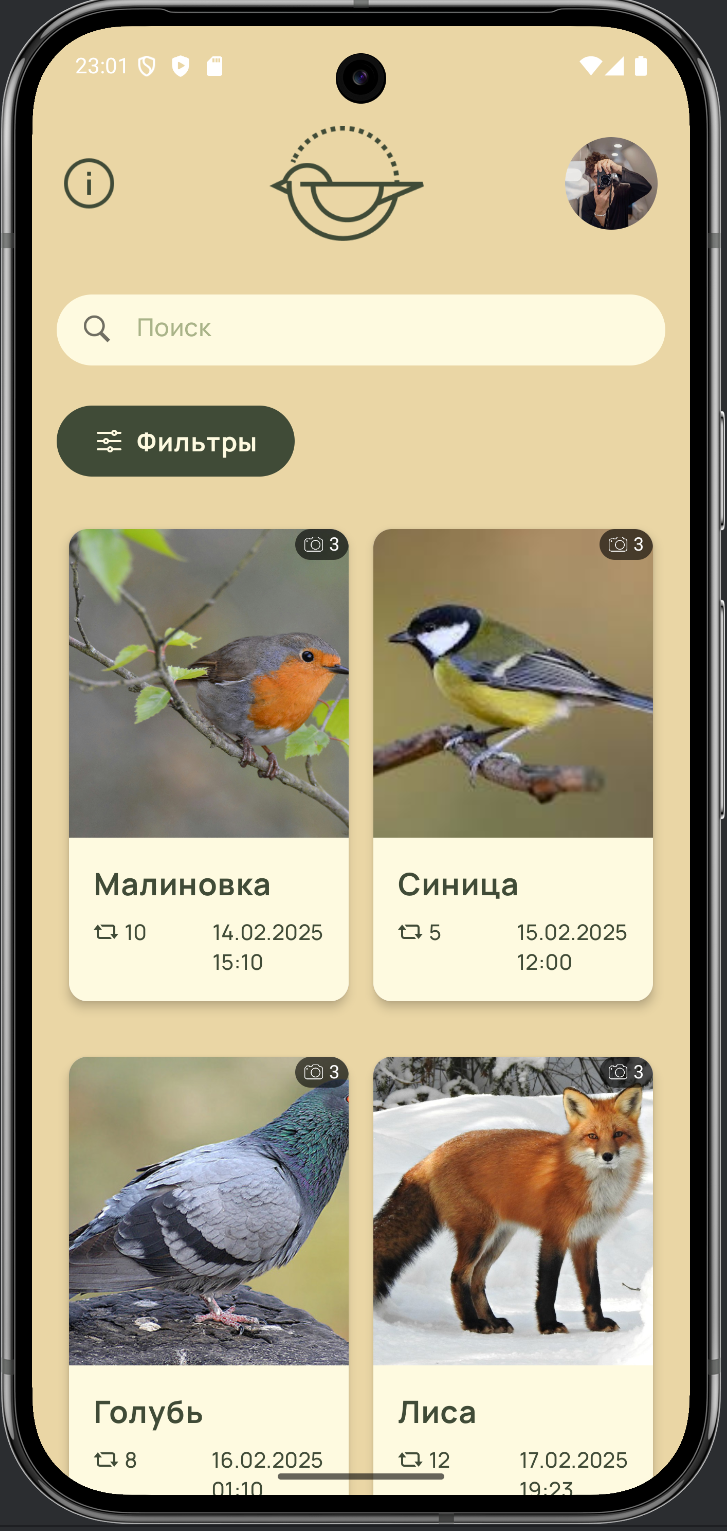 23:01
i
Поиск
Фильтры
3
3
Малиновка
Синица
10
14.02.2025
15:10
5
15.02.2025
12:00
3
3
Голубь
Лиса
8
16.02.2025
01:10
12
17.02.2025
19:23